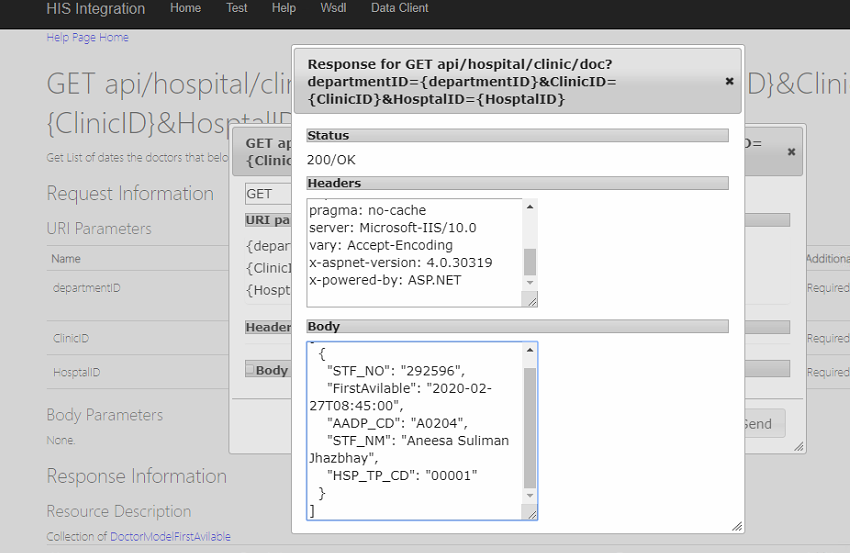 HIS Integration Home Test Help Wsdl Data Client
Help Page Home
GET api/hospital/clin
D}&Clini
{ClinicID}&HosptalID
Get List of dates the doctors that belo
Request Information
URI Parameters
Name
Additiona
departmentID
Required
ClinicID
Required
HosptalID
Required
Body Parameters
None.
Response Information
Resource Description
Collection of DoctorModelFirstAvilable
GET ap
D=
{Clinic
✖
GET
URI pa
{depar
{ClinicI
{Hospt
Header
Body
Send
Response for GET api/hospital/clinic/doc?
departmentID={departmentID}&ClinicID=
{ClinicID}&HosptalID={HosptalID}
✖
Status
200/OK
Headers
pragma: no-cache
server: Microsoft-IIS/10.0
vary: Accept-Encoding
x-aspnet-version: 4.0.30319
x-powered-by: ASP.NET
Body
{
"STF_NO": "292596",
"FirstAvilable": "2020-02-
27T08:45:00",
"AADP_CD": "A0204",
"STF_NM": "Aneesa Suliman
Jhazbhay",
"HSP_TP_CD": "00001"
}
]